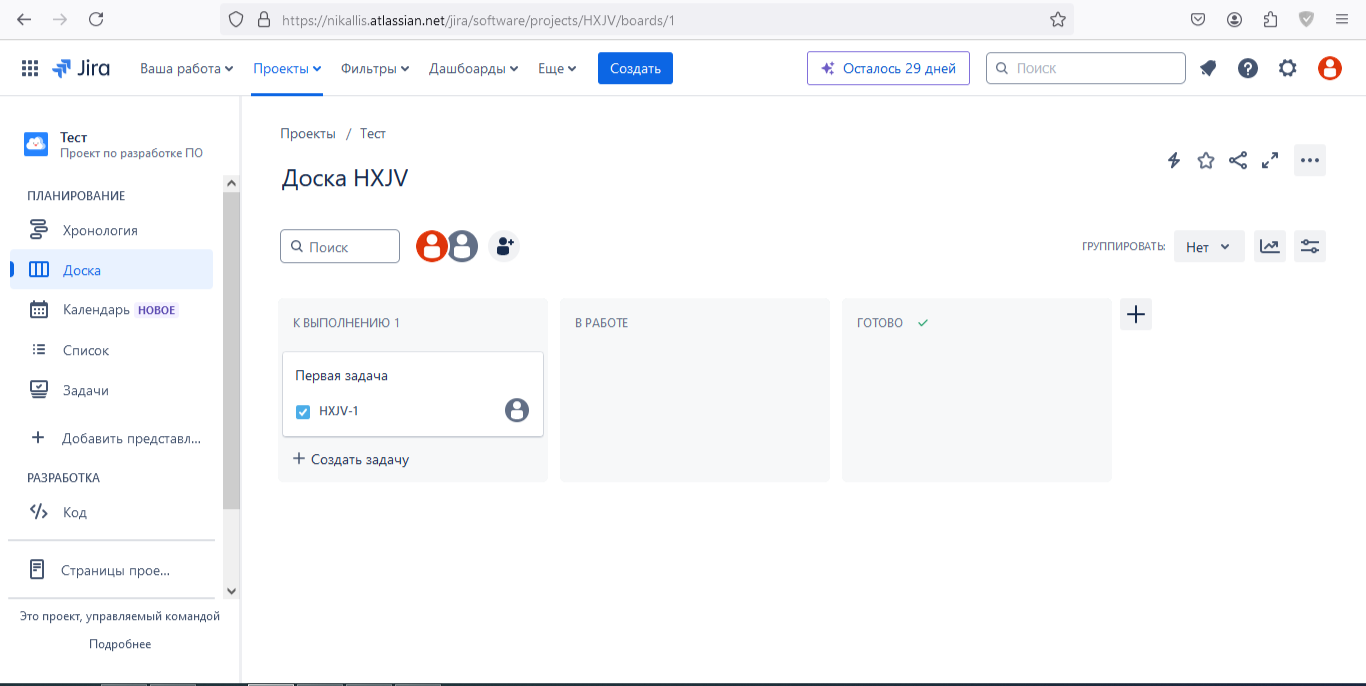 https://nikallis.atlassian.net/jira/software/projects/HXJV/boards/1
Jira
Ваша работа
Проекты
Фильтры
Дашборды
Еще
Создать
Осталось 29 дней
Поиск
Тест
Проект по разработке ПО
ПЛАНИРОВАНИЕ
Хронология
Доска
Календарь НОВОЕ
Список
Задачи
Добавить представл...
РАЗРАБОТКА
Код
Страницы прое...
Это проект, управляемый командой
Подробнее
Проекты / Тест
Доска HXJV
Поиск
ГРУППИРОВАТЬ: Нет
К ВЫПОЛНЕНИЮ 1
Первая задача
HXJV-1
Создать задачу
В РАБОТЕ
ГОТОВО